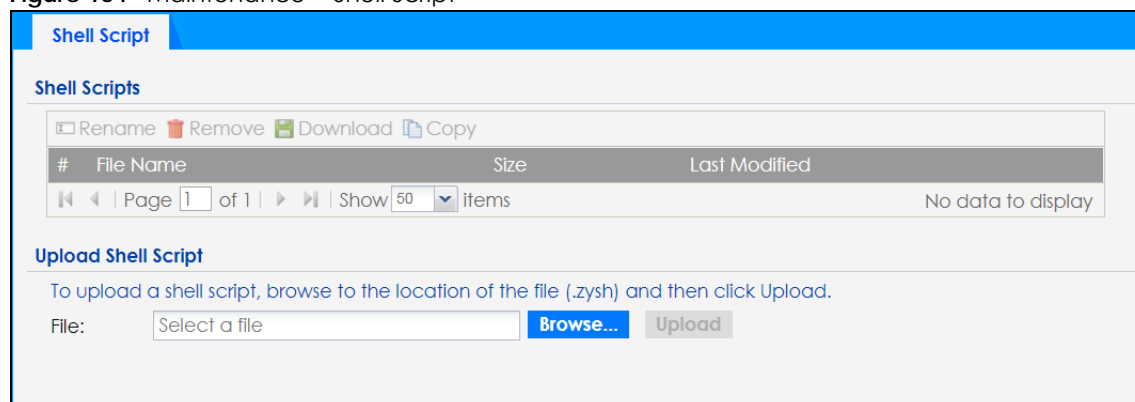 Shell Script
Shell Scripts
Rename Remove Download Copy
# File Name Size Last Modified
Page 1 of 1 Show 50 items No data to display
Upload Shell Script
To upload a shell script, browse to the location of the file (.zysh) and then click Upload.
File: Select a file Browse... Upload